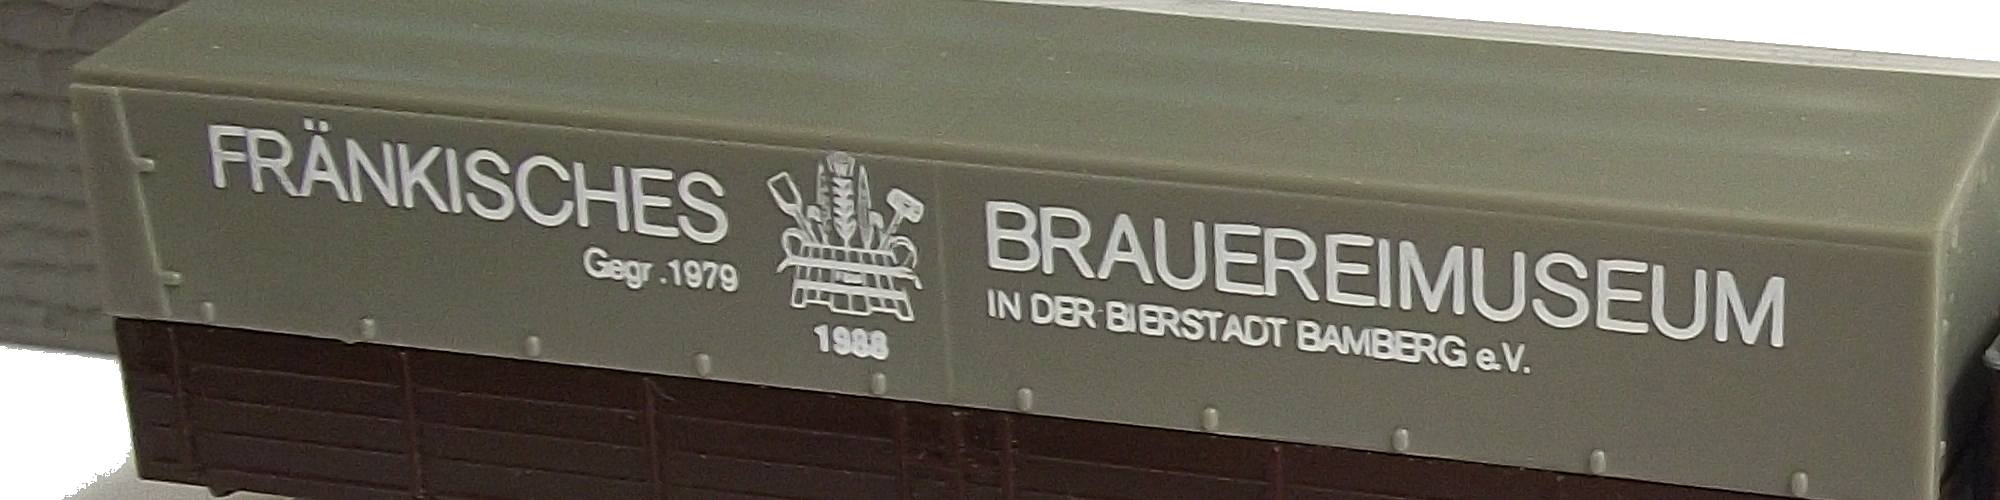 FRÄNKISCHES
Gegr .1979
1988
BRAUEREIMUSEUM
IN DER BIERSTADT BAMBERG e.V.